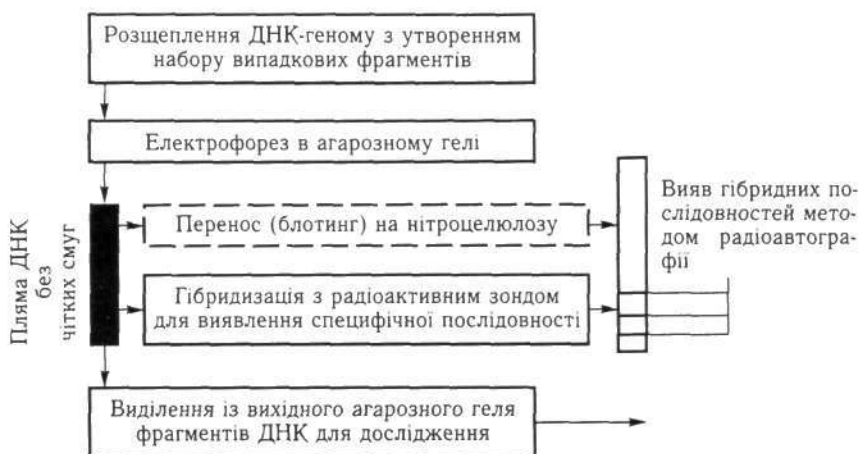 Розщеплення ДНК-геному з утворенням
набору випадкових фрагментів
Електрофорез в агарозному гелі
Пляма ДНК
без
чітких смуг
Перенос (блотинг) на нітроцелюлозу
Гібридизація з радіоактивним зондом
для виявлення специфічної послідовності
Вияв гібридних по-
слідовностей мето-
дом радіоавтогра-
фії
Виділення із вихідного агарозного геля
фрагментів ДНК для дослідження